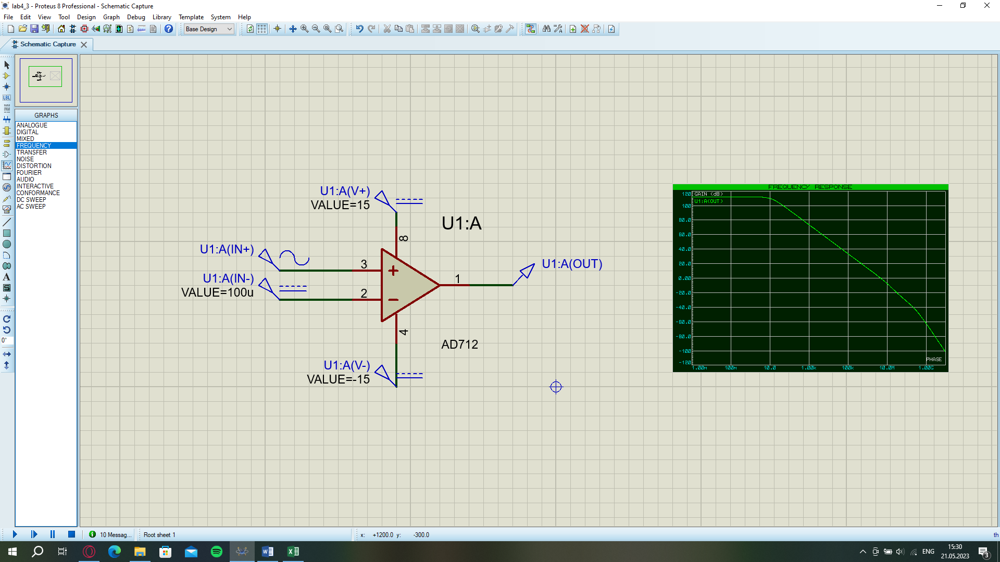 lab4_3 - Proteus 8 Professional - Schematic Capture
File Edit View Tool Design Graph Debug Library Template System Help
Base Design
Schematic Capture
GRAPHS
ANALOGUE
DIGITAL
MIXED
FREQUENCY
TRANSFER
NOISE
DISTORTION
FOURIER
AUDIO
INTERACTIVE
CONFORMANCE
DC SWEEP
AC SWEEP
LBL
A
S
0°
U1:A(V+)
VALUE=15
U1:A
8
U1:A(IN+)
3
U1:A(IN-)
VALUE=100u
2
1
U1:A(OUT)
4
AD712
U1:A(V-)
VALUE=-15
FREQUENCY RESPONSE
GAIN (dB)
U1:A(OUT)
120
100
80.0
60.0
40.0
20.0
0.00
-20.0
-40.0
-60.0
-80.0
-100
-120
PHASE
1.00m 100m 10.0 1.00k 100k 10.0M 1.00G
10 Messag...
Root sheet 1
x: +1200.0 y: -300.0
th
ENG
15:30
21.05.2023
3